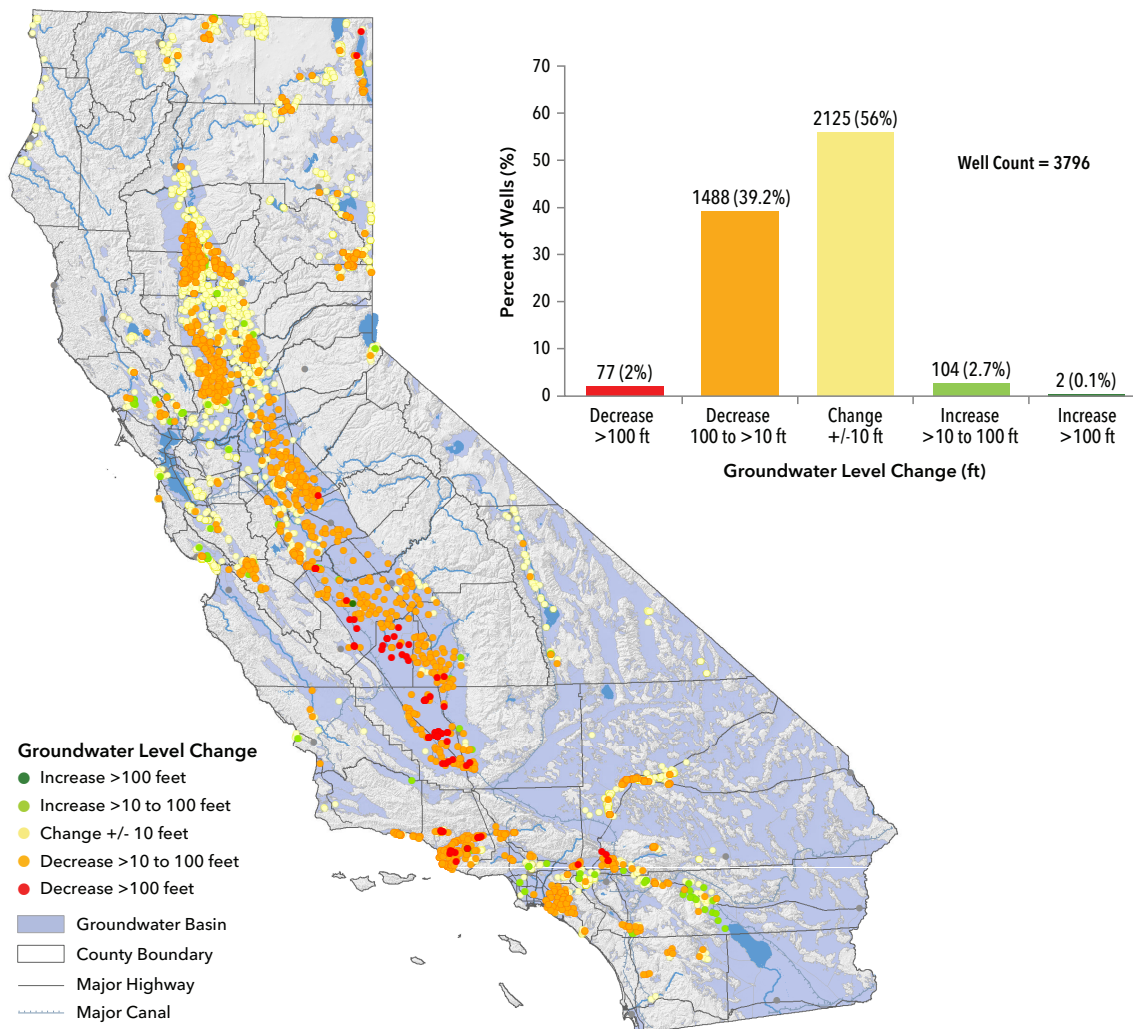 70
60
50
40
30
20
10
0
Percent of Wells (%)
2125 (56%)
1488 (39.2%)
77 (2%)
104 (2.7%)
2 (0.1%)
Well Count = 3796
Decrease
>100 ft
Decrease
100 to >10 ft
Change
+/-10 ft
Increase
>10 to 100 ft
Increase
>100 ft
Groundwater Level Change (ft)
Groundwater Level Change
Increase >100 feet
Increase >10 to 100 feet
Change +/- 10 feet
Decrease >10 to 100 feet
Decrease >100 feet
Groundwater Basin
County Boundary
Major Highway
Major Canal